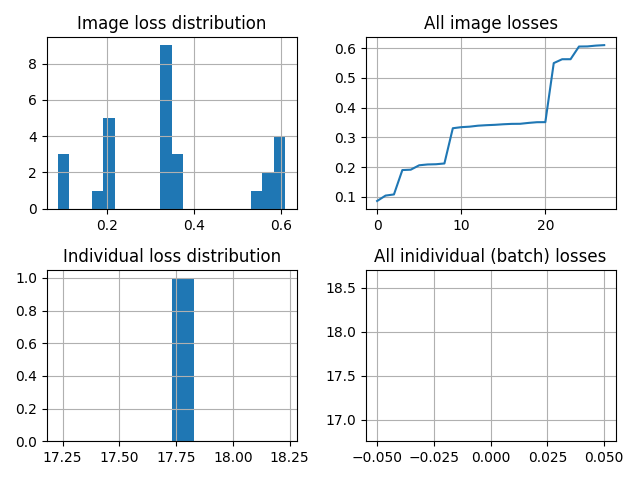 Image loss distribution
8
6
4
2
0
0.2 0.4 0.6
All image losses
0.6
0.5
0.4
0.3
0.2
0.1
0 10 20
Individual loss distribution
1.0
0.8
0.6
0.4
0.2
0.0
17.25 17.50 17.75 18.00 18.25
All inidividual (batch) losses
18.5
18.0
17.5
17.0
−0.050 −0.025 0.000 0.025 0.050